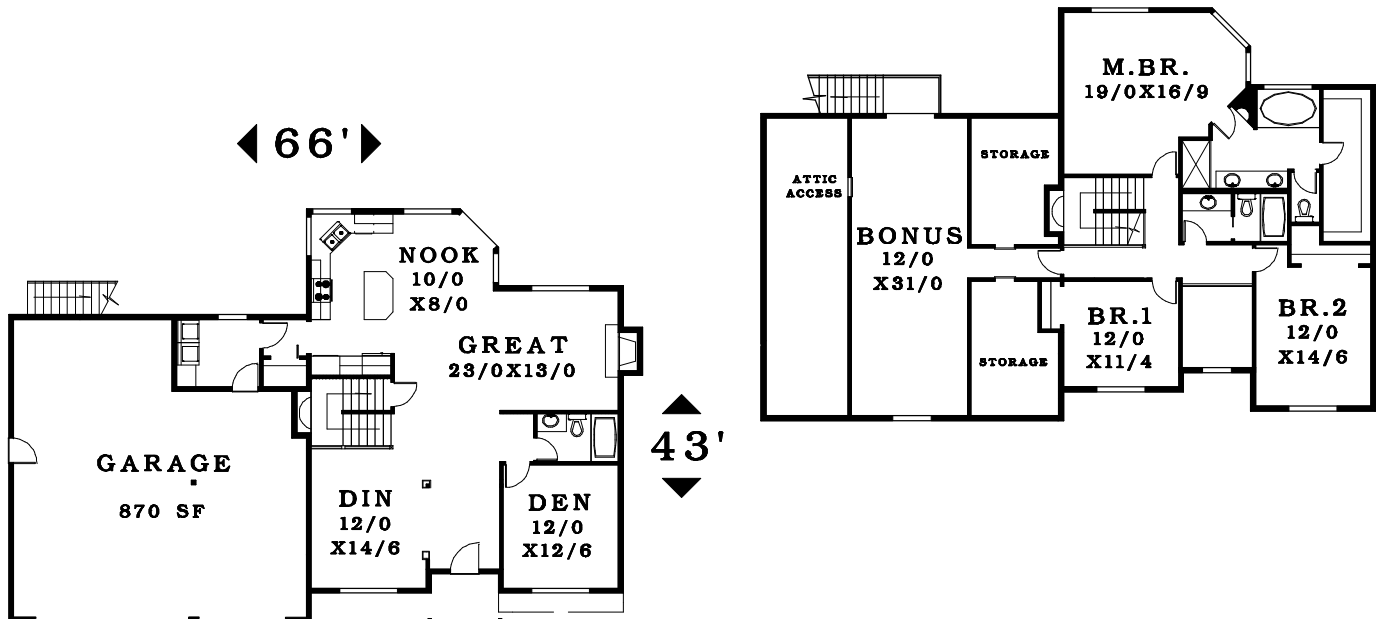 66'
NOOK
10/0
X8/0
GREAT
23/0X13/0
43'
GARAGE
870 SF
DIN
12/0
X14/6
DEN
12/0
X12/6
M.BR.
19/0X16/9
STORAGE
ATTIC
ACCESS
BONUS
12/0
X31/0
BR.1
12/0
X11/4
BR.2
12/0
X14/6
STORAGE